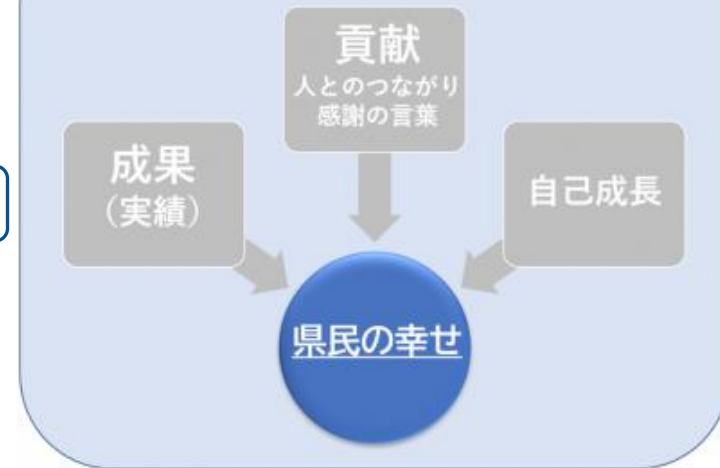 貢献
人とのつながり
感謝の言葉
成果
（実績）
自己成長
県民の幸せ